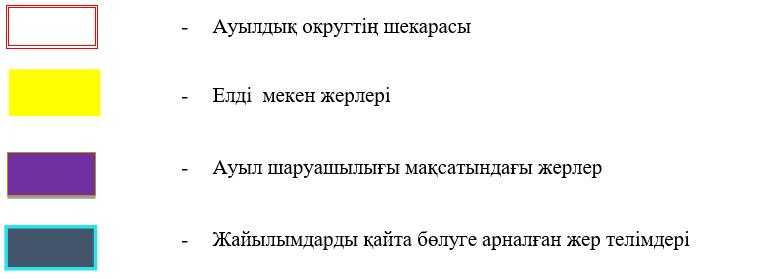 - Ауылдық округтің шекарасы
- Елді мекен жерлері
- Ауыл шаруашылығы мақсатындағы жерлер
- Жайылымдарды қайта бөлуге арналған жер телімдері